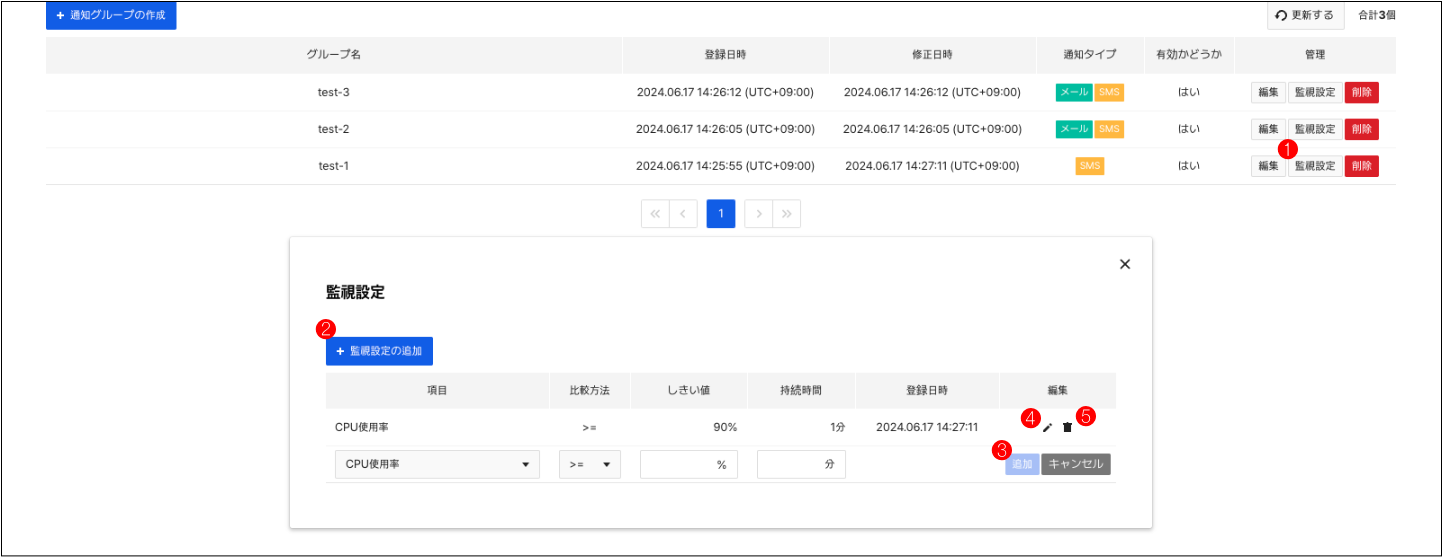 + 通知グループの作成
更新する 合計3個
グループ名 登録日時 修正日時 通知タイプ 有効かどうか 管理
test-3 2024.06.17 14:26:12 (UTC+09:00) 2024.06.17 14:26:12 (UTC+09:00) メール SMS はい 編集 監視設定 削除
test-2 2024.06.17 14:26:05 (UTC+09:00) 2024.06.17 14:26:05 (UTC+09:00) メール SMS はい 編集 監視設定 削除
1
test-1 2024.06.17 14:25:55 (UTC+09:00) 2024.06.17 14:27:11 (UTC+09:00) SMS はい 編集 監視設定 削除
<< < 1 > >>
×
監視設定
2
+ 監視設定の追加
項目 比較方法 しきい値 持続時間 登録日時 編集
4 5
CPU使用率 >= 90% 1分 2024.06.17 14:27:11
3
CPU使用率 >= % 分 追加 キャンセル